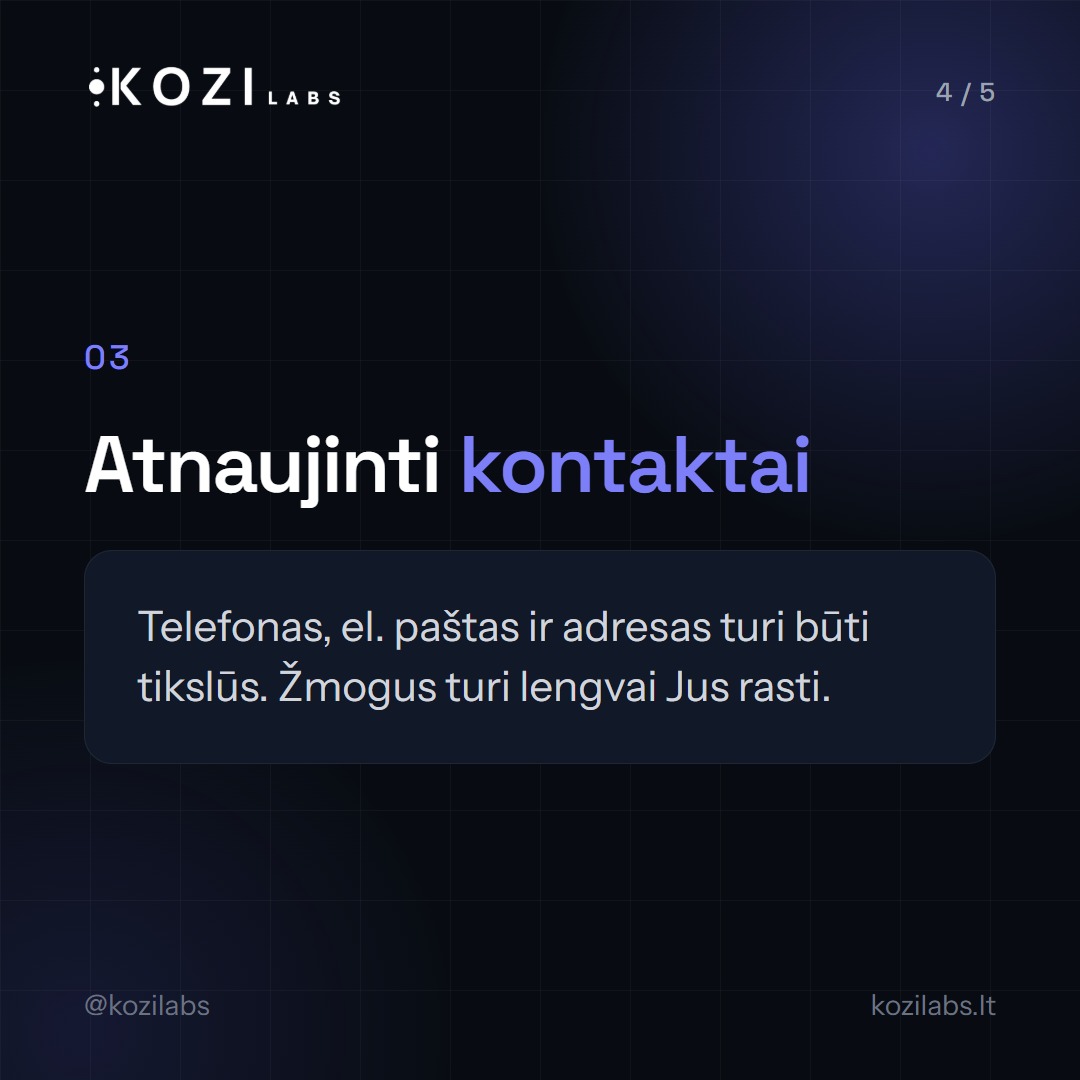 KOZI LABS
4 / 5
03
Atnaujinti kontaktai
Telefonas, el. paštas ir adresas turi būti
tikslūs. Žmogus turi lengvai Jus rasti.
@kozilabs
kozilabs.lt